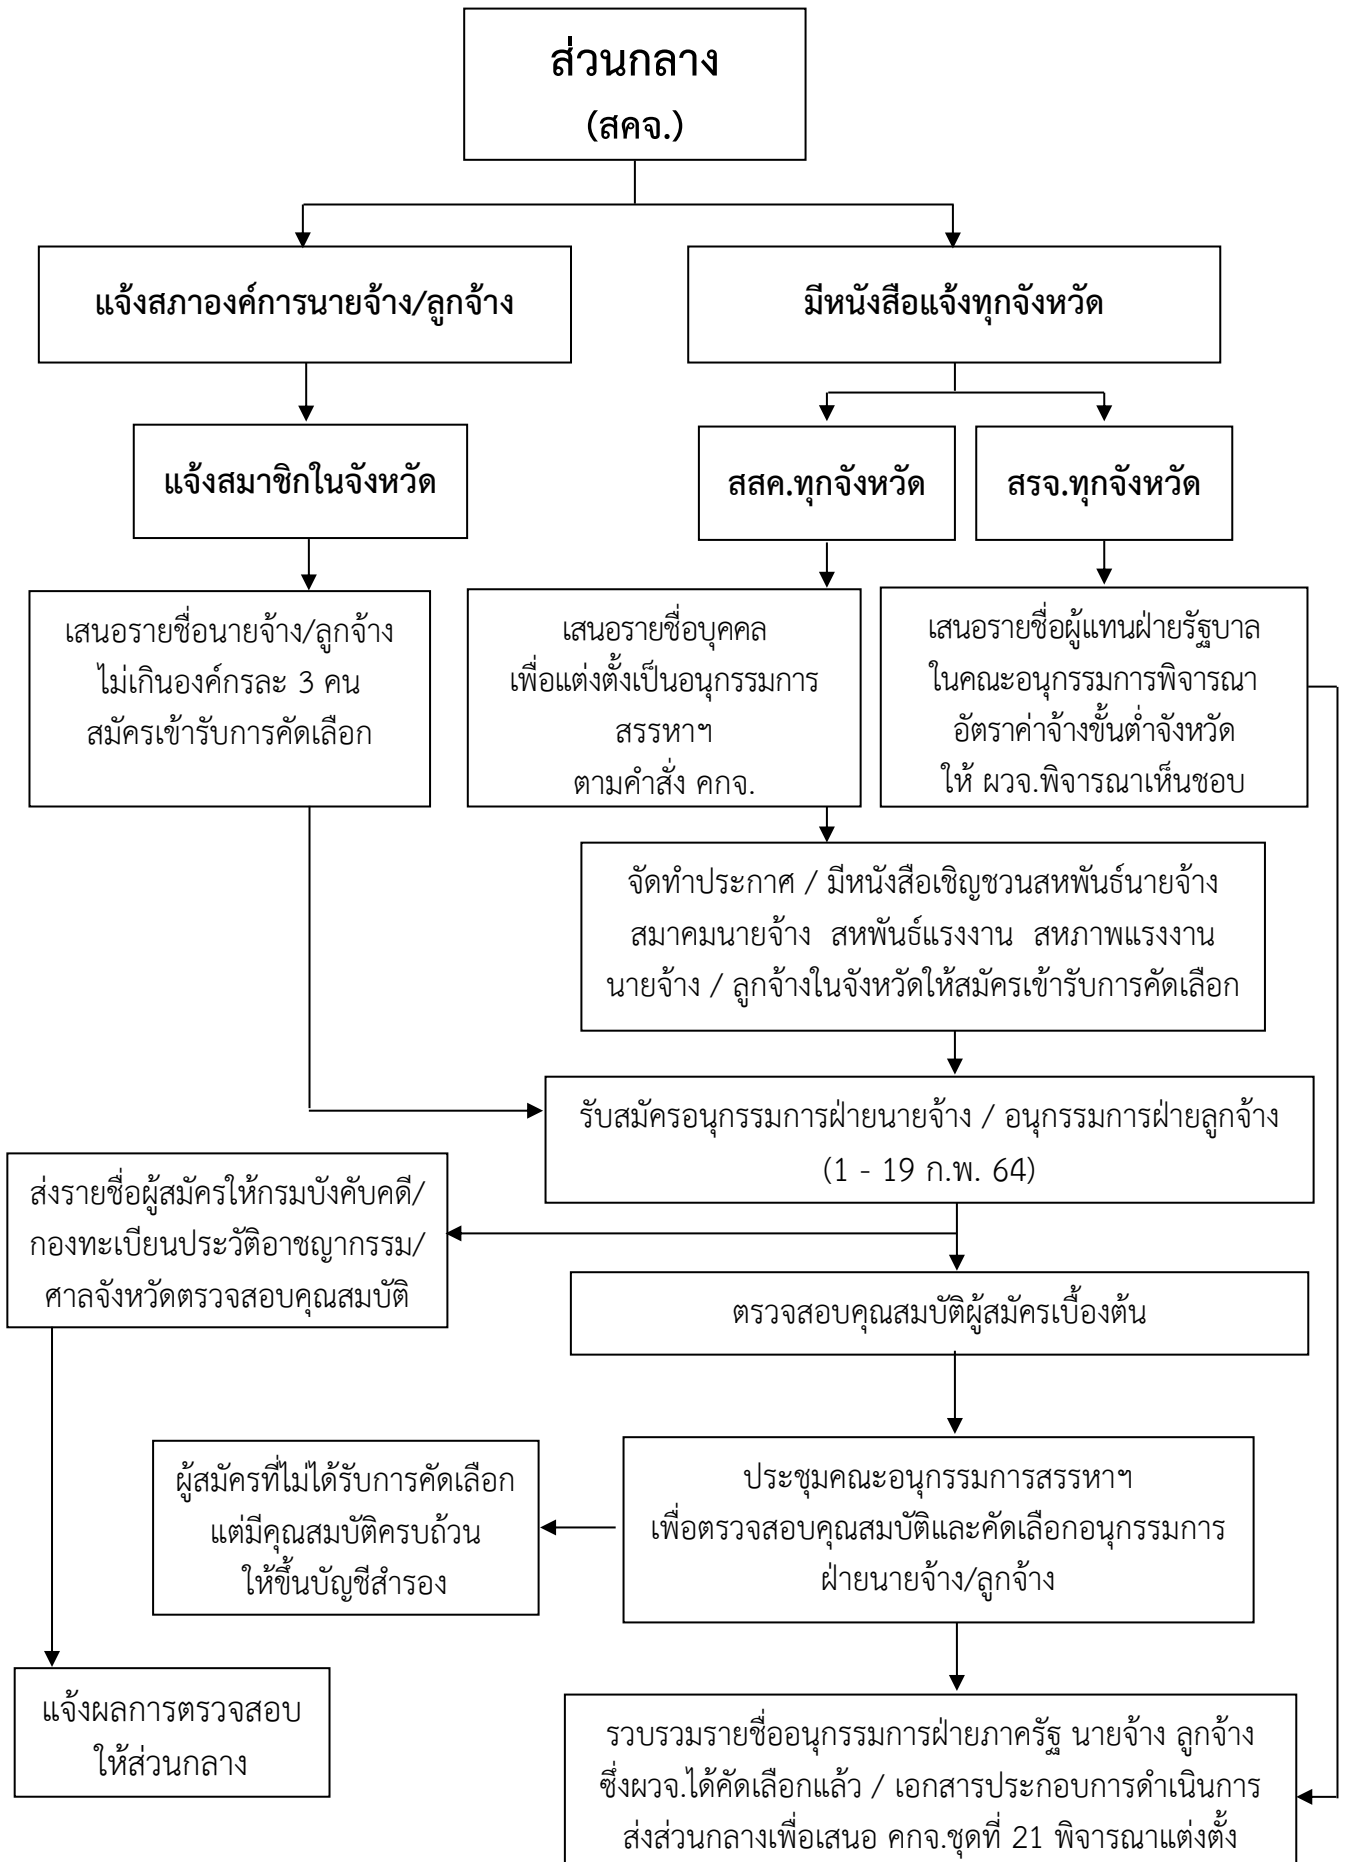 ส่วนกลาง
(สคจ.)
แจ้งสภาองค์การนายจ้าง/ลูกจ้าง
มีหนังสือแจ้งทุกจังหวัด
แจ้งสมาชิกในจังหวัด
สสค.ทุกจังหวัด
สรจ.ทุกจังหวัด
เสนอรายชื่อนายจ้าง/ลูกจ้าง
ไม่เกินองค์กรละ 3 คน
สมัครเข้ารับการคัดเลือก
เสนอรายชื่อบุคคล
เพื่อแต่งตั้งเป็นอนุกรรมการ
สรรหาฯ
ตามคำสั่ง คกจ.
เสนอรายชื่อผู้แทนฝ่ายรัฐบาล
ในคณะอนุกรรมการพิจารณา
อัตราค่าจ้างขั้นต่ำจังหวัด
ให้ ผวจ.พิจารณาเห็นชอบ
จัดทำประกาศ / มีหนังสือเชิญชวนสหพันธ์นายจ้าง
สมาคมนายจ้าง สหพันธ์แรงงาน สหภาพแรงงาน
นายจ้าง / ลูกจ้างในจังหวัดให้สมัครเข้ารับการคัดเลือก
รับสมัครอนุกรรมการฝ่ายนายจ้าง / อนุกรรมการฝ่ายลูกจ้าง
(1 - 19 ก.พ. 64)
ส่งรายชื่อผู้สมัครให้กรมบังคับคดี/
กองทะเบียนประวัติอาชญากรรม/
ศาลจังหวัดตรวจสอบคุณสมบัติ
ตรวจสอบคุณสมบัติผู้สมัครเบื้องต้น
ผู้สมัครที่ไม่ได้รับการคัดเลือก
แต่มีคุณสมบัติครบถ้วน
ให้ขึ้นบัญชีสำรอง
ประชุมคณะอนุกรรมการสรรหาฯ
เพื่อตรวจสอบคุณสมบัติและคัดเลือกอนุกรรมการ
ฝ่ายนายจ้าง/ลูกจ้าง
แจ้งผลการตรวจสอบ
ให้ส่วนกลาง
รวบรวมรายชื่ออนุกรรมการฝ่ายภาครัฐ นายจ้าง ลูกจ้าง
ซึ่งผวจ.ได้คัดเลือกแล้ว / เอกสารประกอบการดำเนินการ
ส่งส่วนกลางเพื่อเสนอ คกจ.ชุดที่ 21 พิจารณาแต่งตั้ง